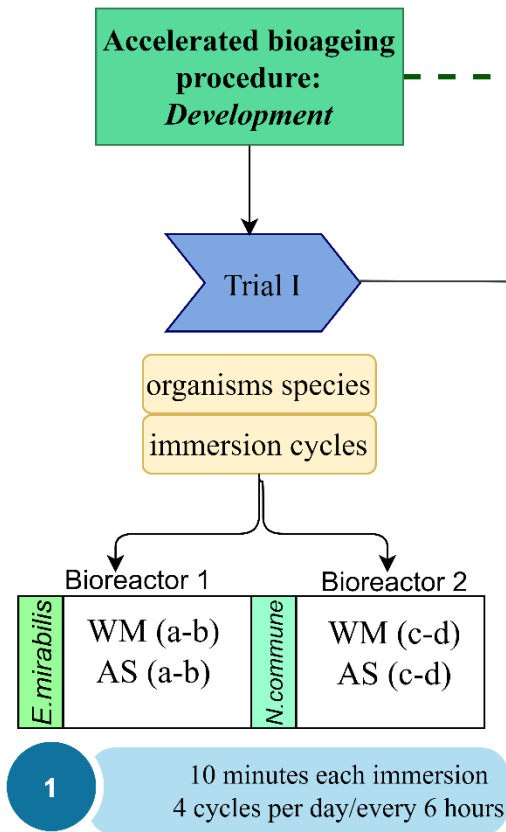 Accelerated bioageing
procedure:
Development
Trial I
organisms species
immersion cycles
Bioreactor 1
Bioreactor 2
E.mirabilis
WM (a-b)
AS (a-b)
N.commune
WM (c-d)
AS (c-d)
1
10 minutes each immersion
4 cycles per day/every 6 hours